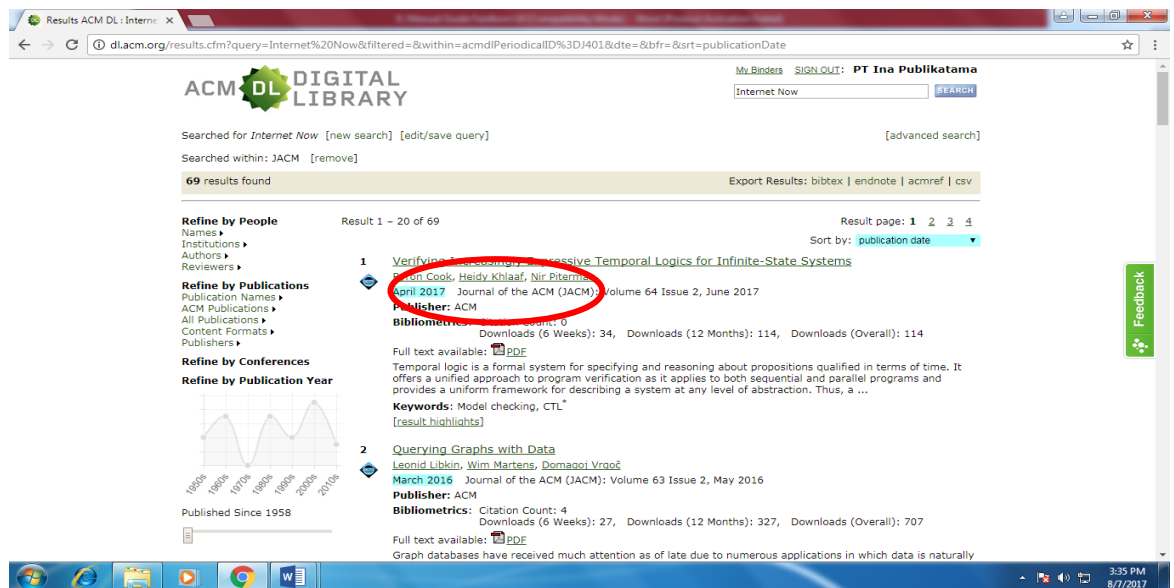 Results ACM DL : Interne
dl.acm.org/results.cfm?query=Internet%20Now&filtered=&within=acmdlPeriodicalID%3DJ401&dte=&bfr=&srt=publicationDate
My Binders SIGN OUT: PT Ina Publikatama
ACM DL DIGITAL
LIBRARY
Internet Now SEARCH
Searched for Internet Now [new search] [edit/save query] [advanced search]
Searched within: JACM [remove]
69 results found Export Results: bibtex | endnote | acmref | csv
Refine by People
Names
Institutions
Authors
Reviewers
Refine by Publications
Publication Names
ACM Publications
All Publications
Content Formats
Publishers
Refine by Conferences
Refine by Publication Year
1950s 1960s 1970s 1980s 1990s 2000s 2010s
Published Since 1958
Result 1 – 20 of 69 Result page: 1 2 3 4
Sort by: publication date
1 Verifying Increasingly Expressive Temporal Logics for Infinite-State Systems
Byron Cook, Heidy Khlaaf, Nir Piterman
April 2017 Journal of the ACM (JACM): Volume 64 Issue 2, June 2017
Publisher: ACM
Bibliometrics: Citation Count: 0
Downloads (6 Weeks): 34, Downloads (12 Months): 114, Downloads (Overall): 114
Full text available: PDF
Temporal logic is a formal system for specifying and reasoning about propositions qualified in terms of time. It
offers a unified approach to program verification as it applies to both sequential and parallel programs and
provides a uniform framework for describing a system at any level of abstraction. Thus, a ...
Keywords: Model checking, CTL*
[result highlights]
2 Querying Graphs with Data
Leonid Libkin, Wim Martens, Domagoj Vrgoč
March 2016 Journal of the ACM (JACM): Volume 63 Issue 2, May 2016
Publisher: ACM
Bibliometrics: Citation Count: 4
Downloads (6 Weeks): 27, Downloads (12 Months): 327, Downloads (Overall): 707
Full text available: PDF
Graph databases have received much attention as of late due to numerous applications in which data is naturally
Feedback
3:35 PM
8/7/2017